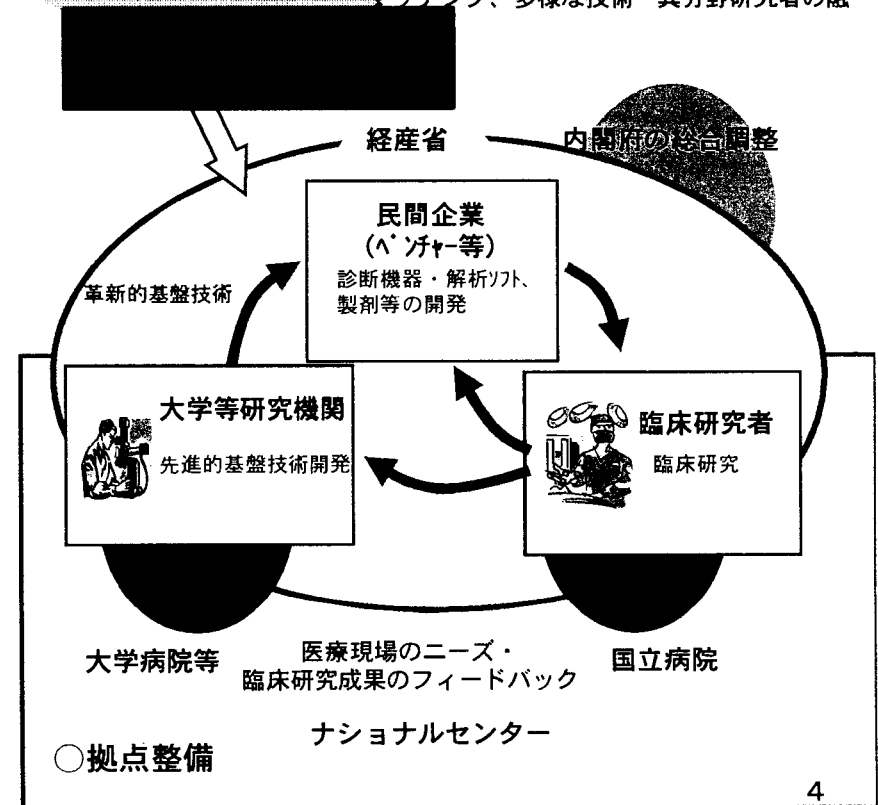 多様な技術
経産省
内閣府の総合調整
民間企業
(ベンチャー等)
診断機器・解析ソフト、
製剤等の開発
革新的基盤技術
大学等研究機関
先進的基盤技術開発
臨床研究者
臨床研究
大学病院等
医療現場のニーズ・
臨床研究成果のフィードバック
国立病院
ナショナルセンター
○拠点整備
4